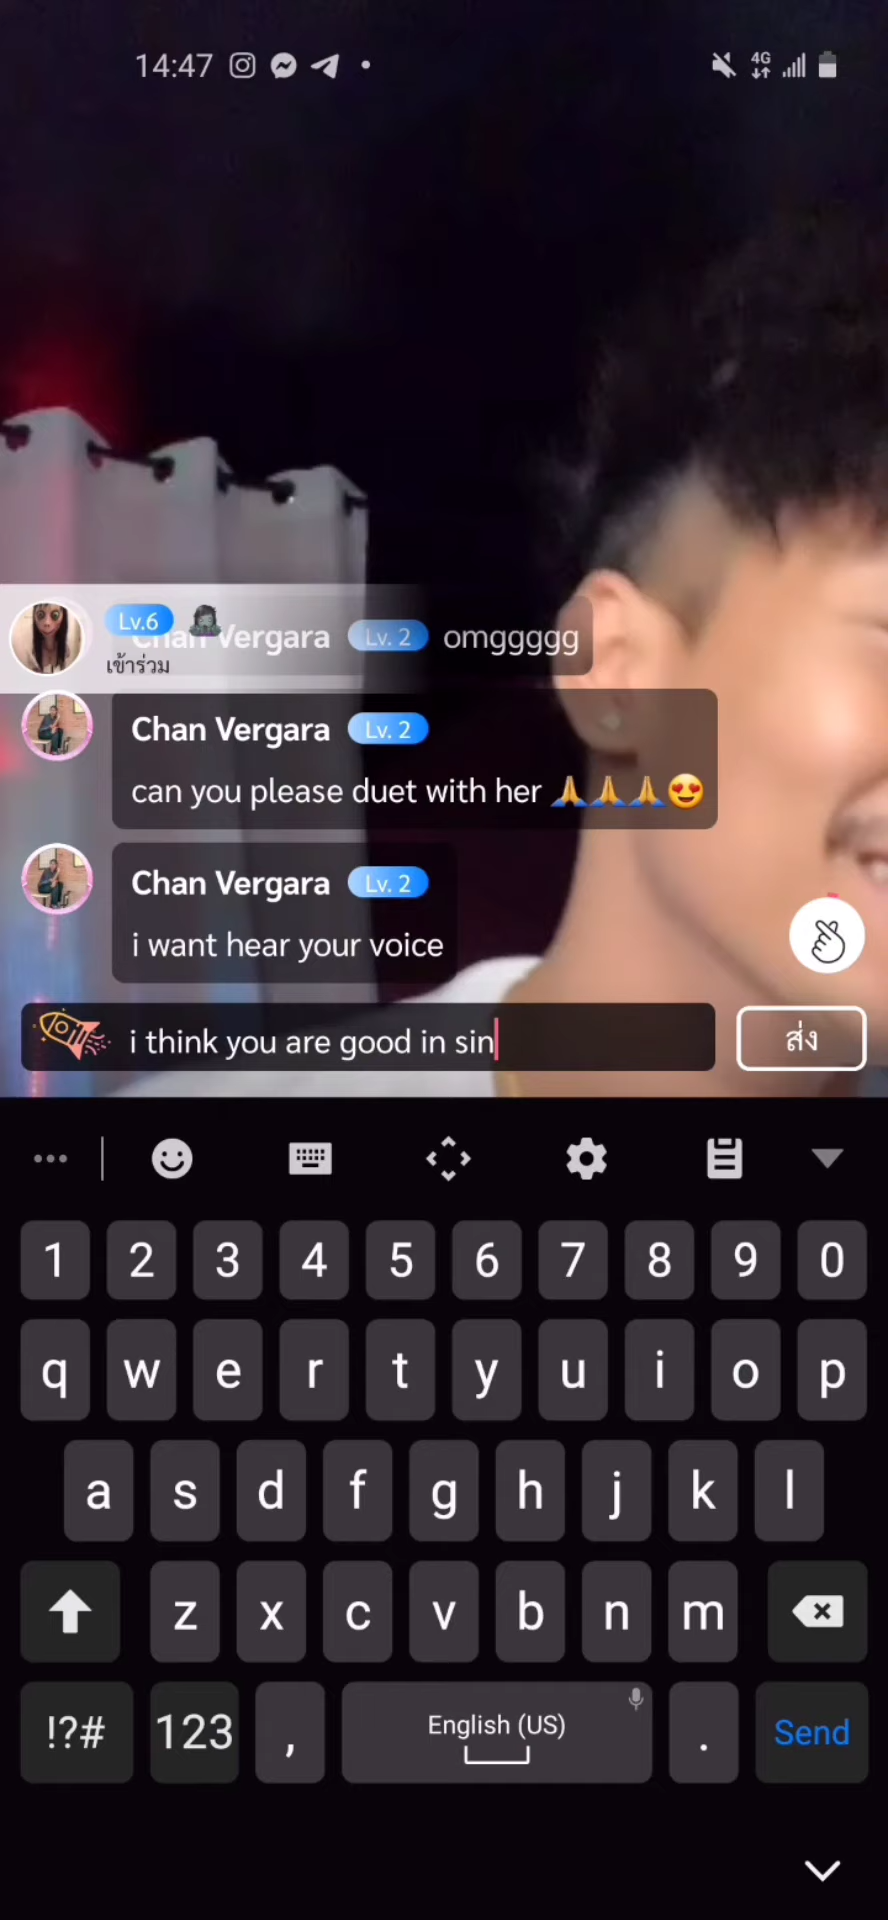 14:47
4G
Lv.6
Chan Vergara Lv. 2 omggggg
เข้าร่วม
Chan Vergara Lv. 2
can you please duet with her 🙏🙏🙏😍
Chan Vergara Lv. 2
i want hear your voice
i think you are good in sin
ส่ง
1 2 3 4 5 6 7 8 9 0
q w e r t y u i o p
a s d f g h j k l
z x c v b n m
!?# 123 , English (US) . Send